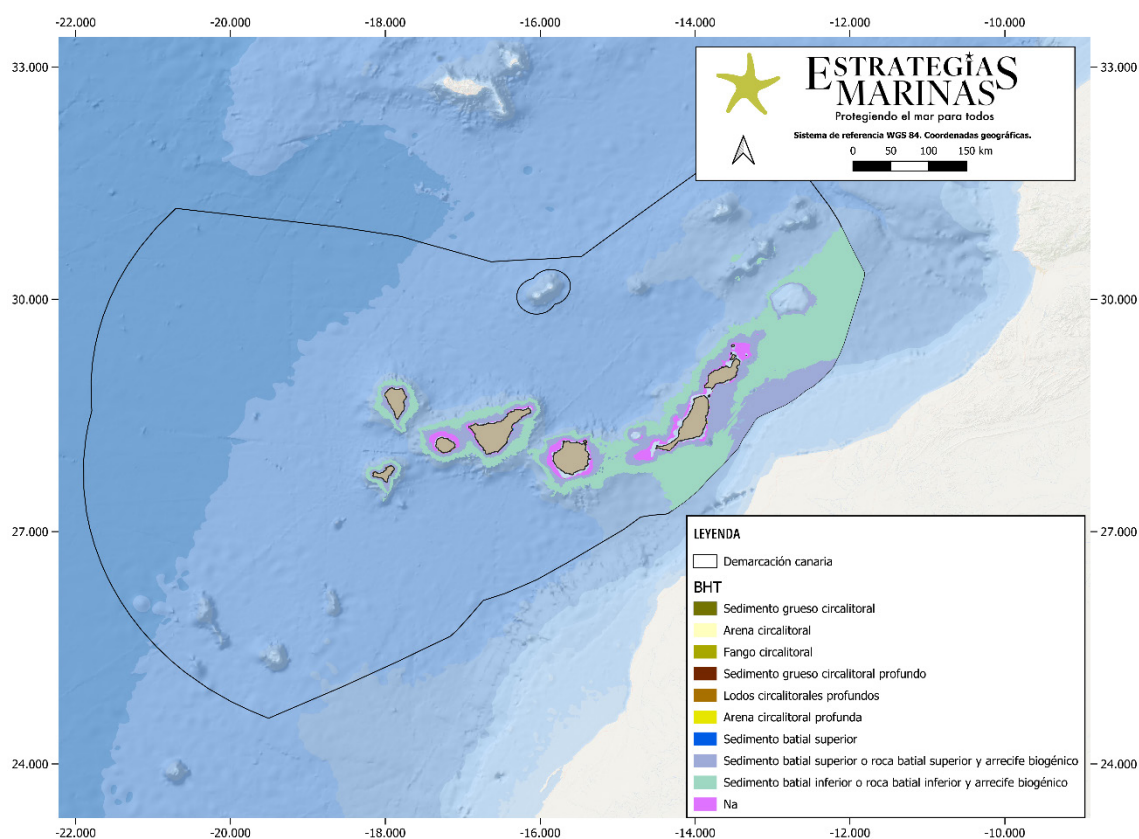 -22.000 -20.000 -18.000 -16.000 -14.000 -12.000 -10.000
33.000 33.000
ESTRATEGIAS
MARINAS
Protegiendo el mar para todos
Sistema de referencia WGS 84. Coordenadas geográficas.
0 50 100 150 km
30.000 30.000
27.000 27.000
LEYENDA
Demarcación canaria
BHT
Sedimento grueso circalitoral
Arena circalitoral
Fango circalitoral
Sedimento grueso circalitoral profundo
Lodos circalitorales profundos
Arena circalitoral profunda
Sedimento batial superior
Sedimento batial superior o roca batial superior y arrecife biogénico
Sedimento batial inferior o roca batial inferior y arrecife biogénico
Na
24.000 24.000
-22.000 -20.000 -18.000 -16.000 -14.000 -12.000 -10.000